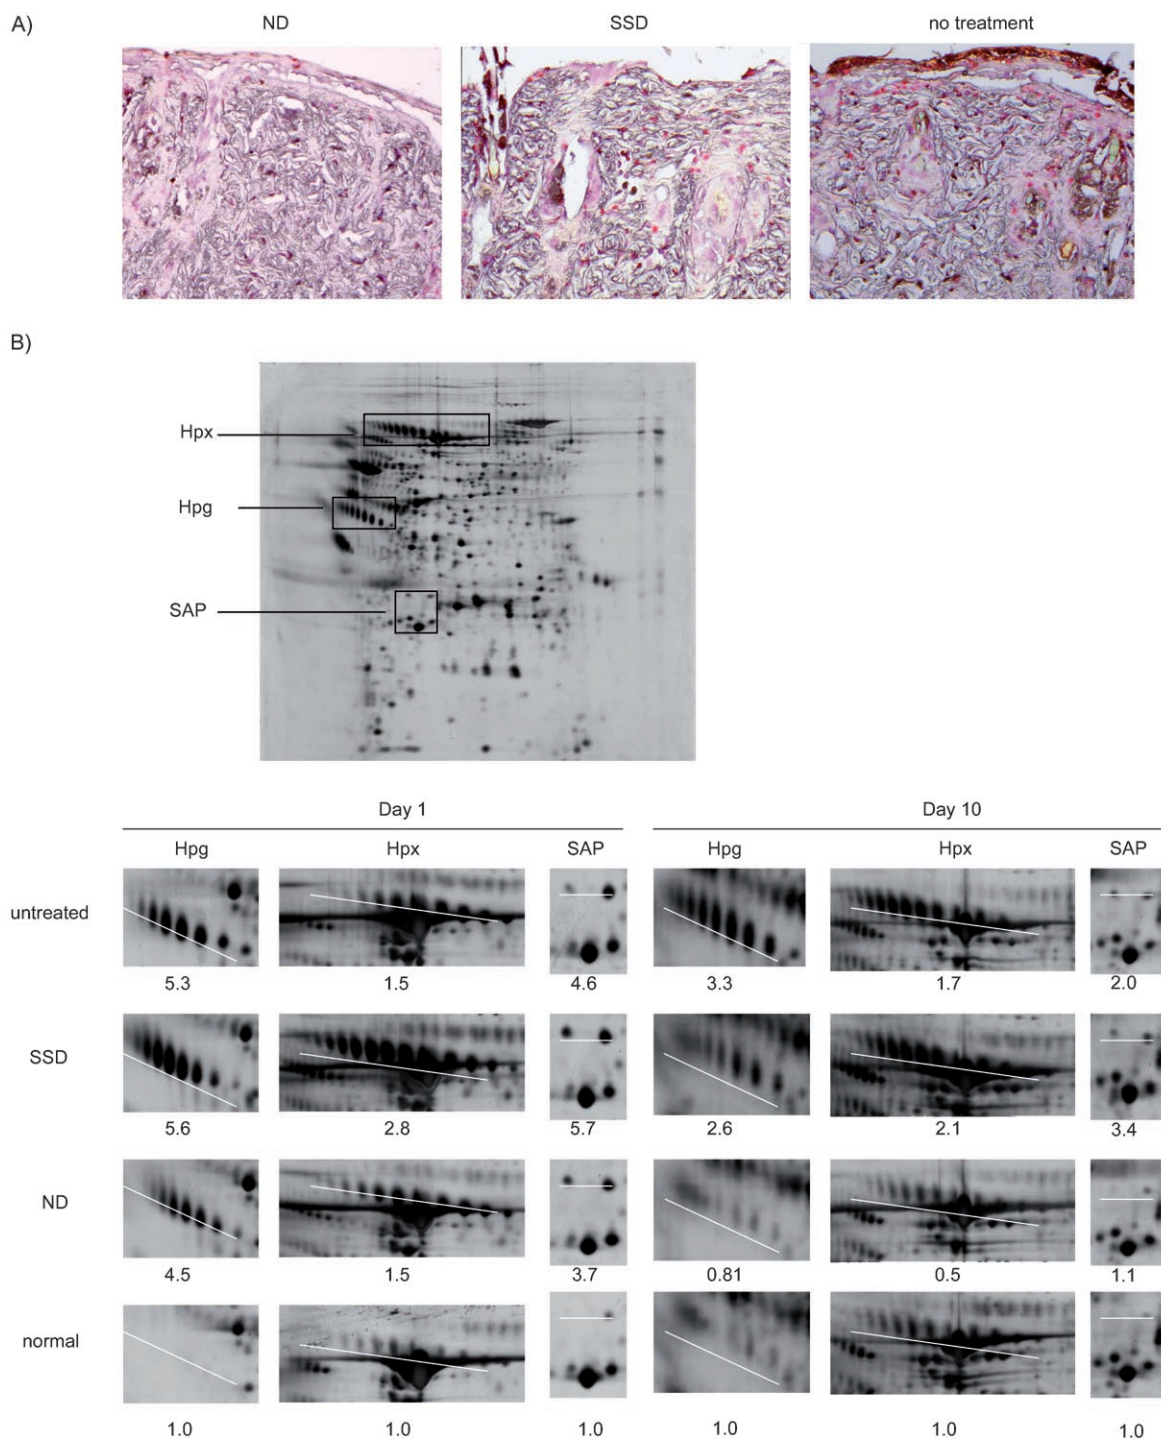 A)
ND SSD no treatment
B)
Hpx
Hpg
SAP
Day 1 Day 10
Hpg Hpx SAP Hpg Hpx SAP
untreated
5.3 1.5 4.6 3.3 1.7 2.0
SSD
5.6 2.8 5.7 2.6 2.1 3.4
ND
4.5 1.5 3.7 0.81 0.5 1.1
normal
1.0 1.0 1.0 1.0 1.0 1.0